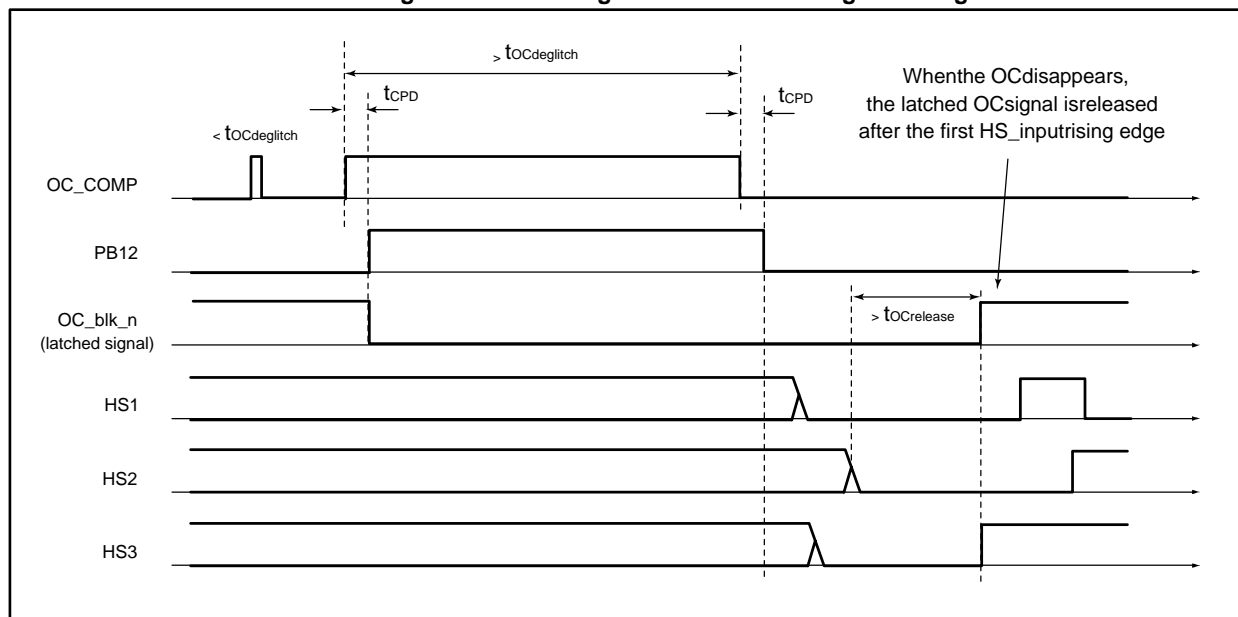 > tOCdeglitch
tCPD
tCPD
< tOCdeglitch
Whenthe OCdisappears,
the latched OCsignal isreleased
after the first HS_inputrising edge
OC_COMP
PB12
OC_blk_n
(latched signal)
> tOCrelease
HS1
HS2
HS3